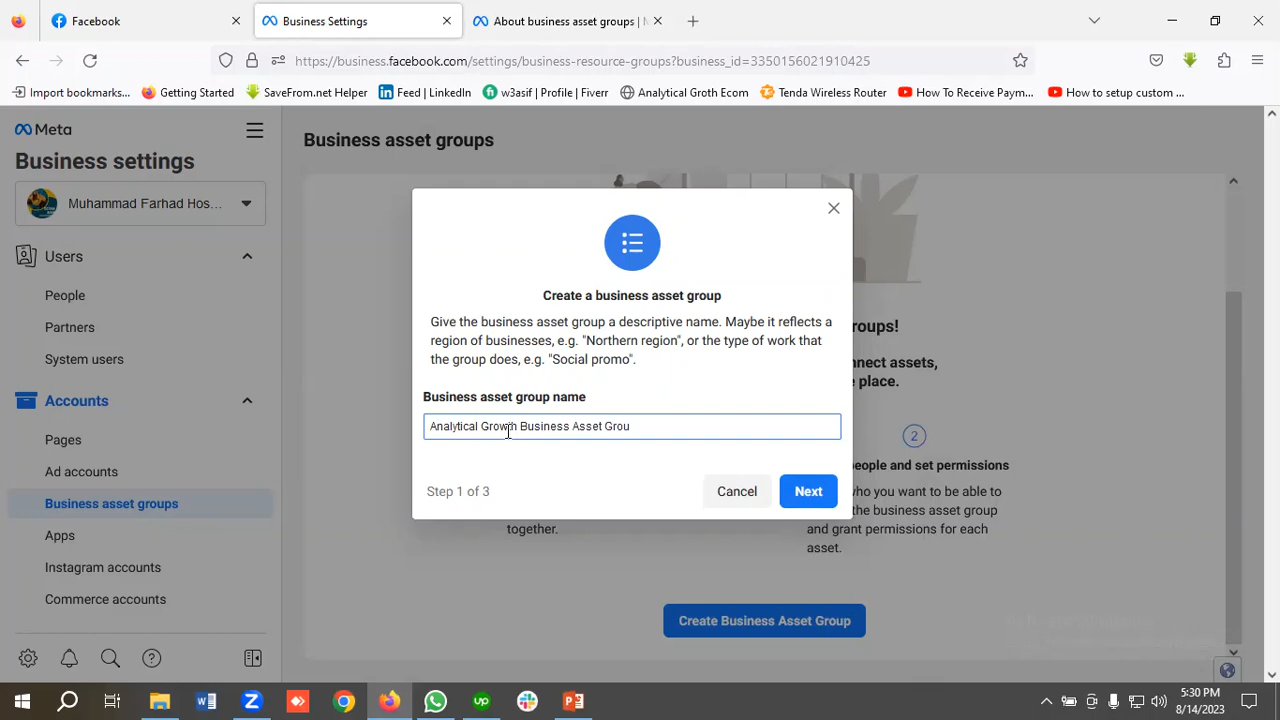 Facebook
Business Settings
About business asset groups | M
https://business.facebook.com/settings/business-resource-groups?business_id=3350156021910425
Import bookmarks...
Getting Started
SaveFrom.net Helper
Feed | LinkedIn
w3asif | Profile | Fiverr
Analytical Groth Ecom
Tenda Wireless Router
How To Receive Paym...
How to setup custom ...
Meta
Business settings
Muhammad Farhad Hos...
Users
People
Partners
System users
Accounts
Pages
Ad accounts
Business asset groups
Apps
Instagram accounts
Commerce accounts
Business asset groups
Create a business asset group
Give the business asset group a descriptive name. Maybe it reflects a
region of businesses, e.g. "Northern region", or the type of work that
the group does, e.g. "Social promo".
Business asset group name
Analytical Growth Business Asset Grou
Step 1 of 3
Cancel
Next
roups!
nnect assets,
e place.
2
people and set permissions
who you want to be able to
the business asset group
and grant permissions for each
asset.
together.
Create Business Asset Group
5:30 PM
8/14/2023